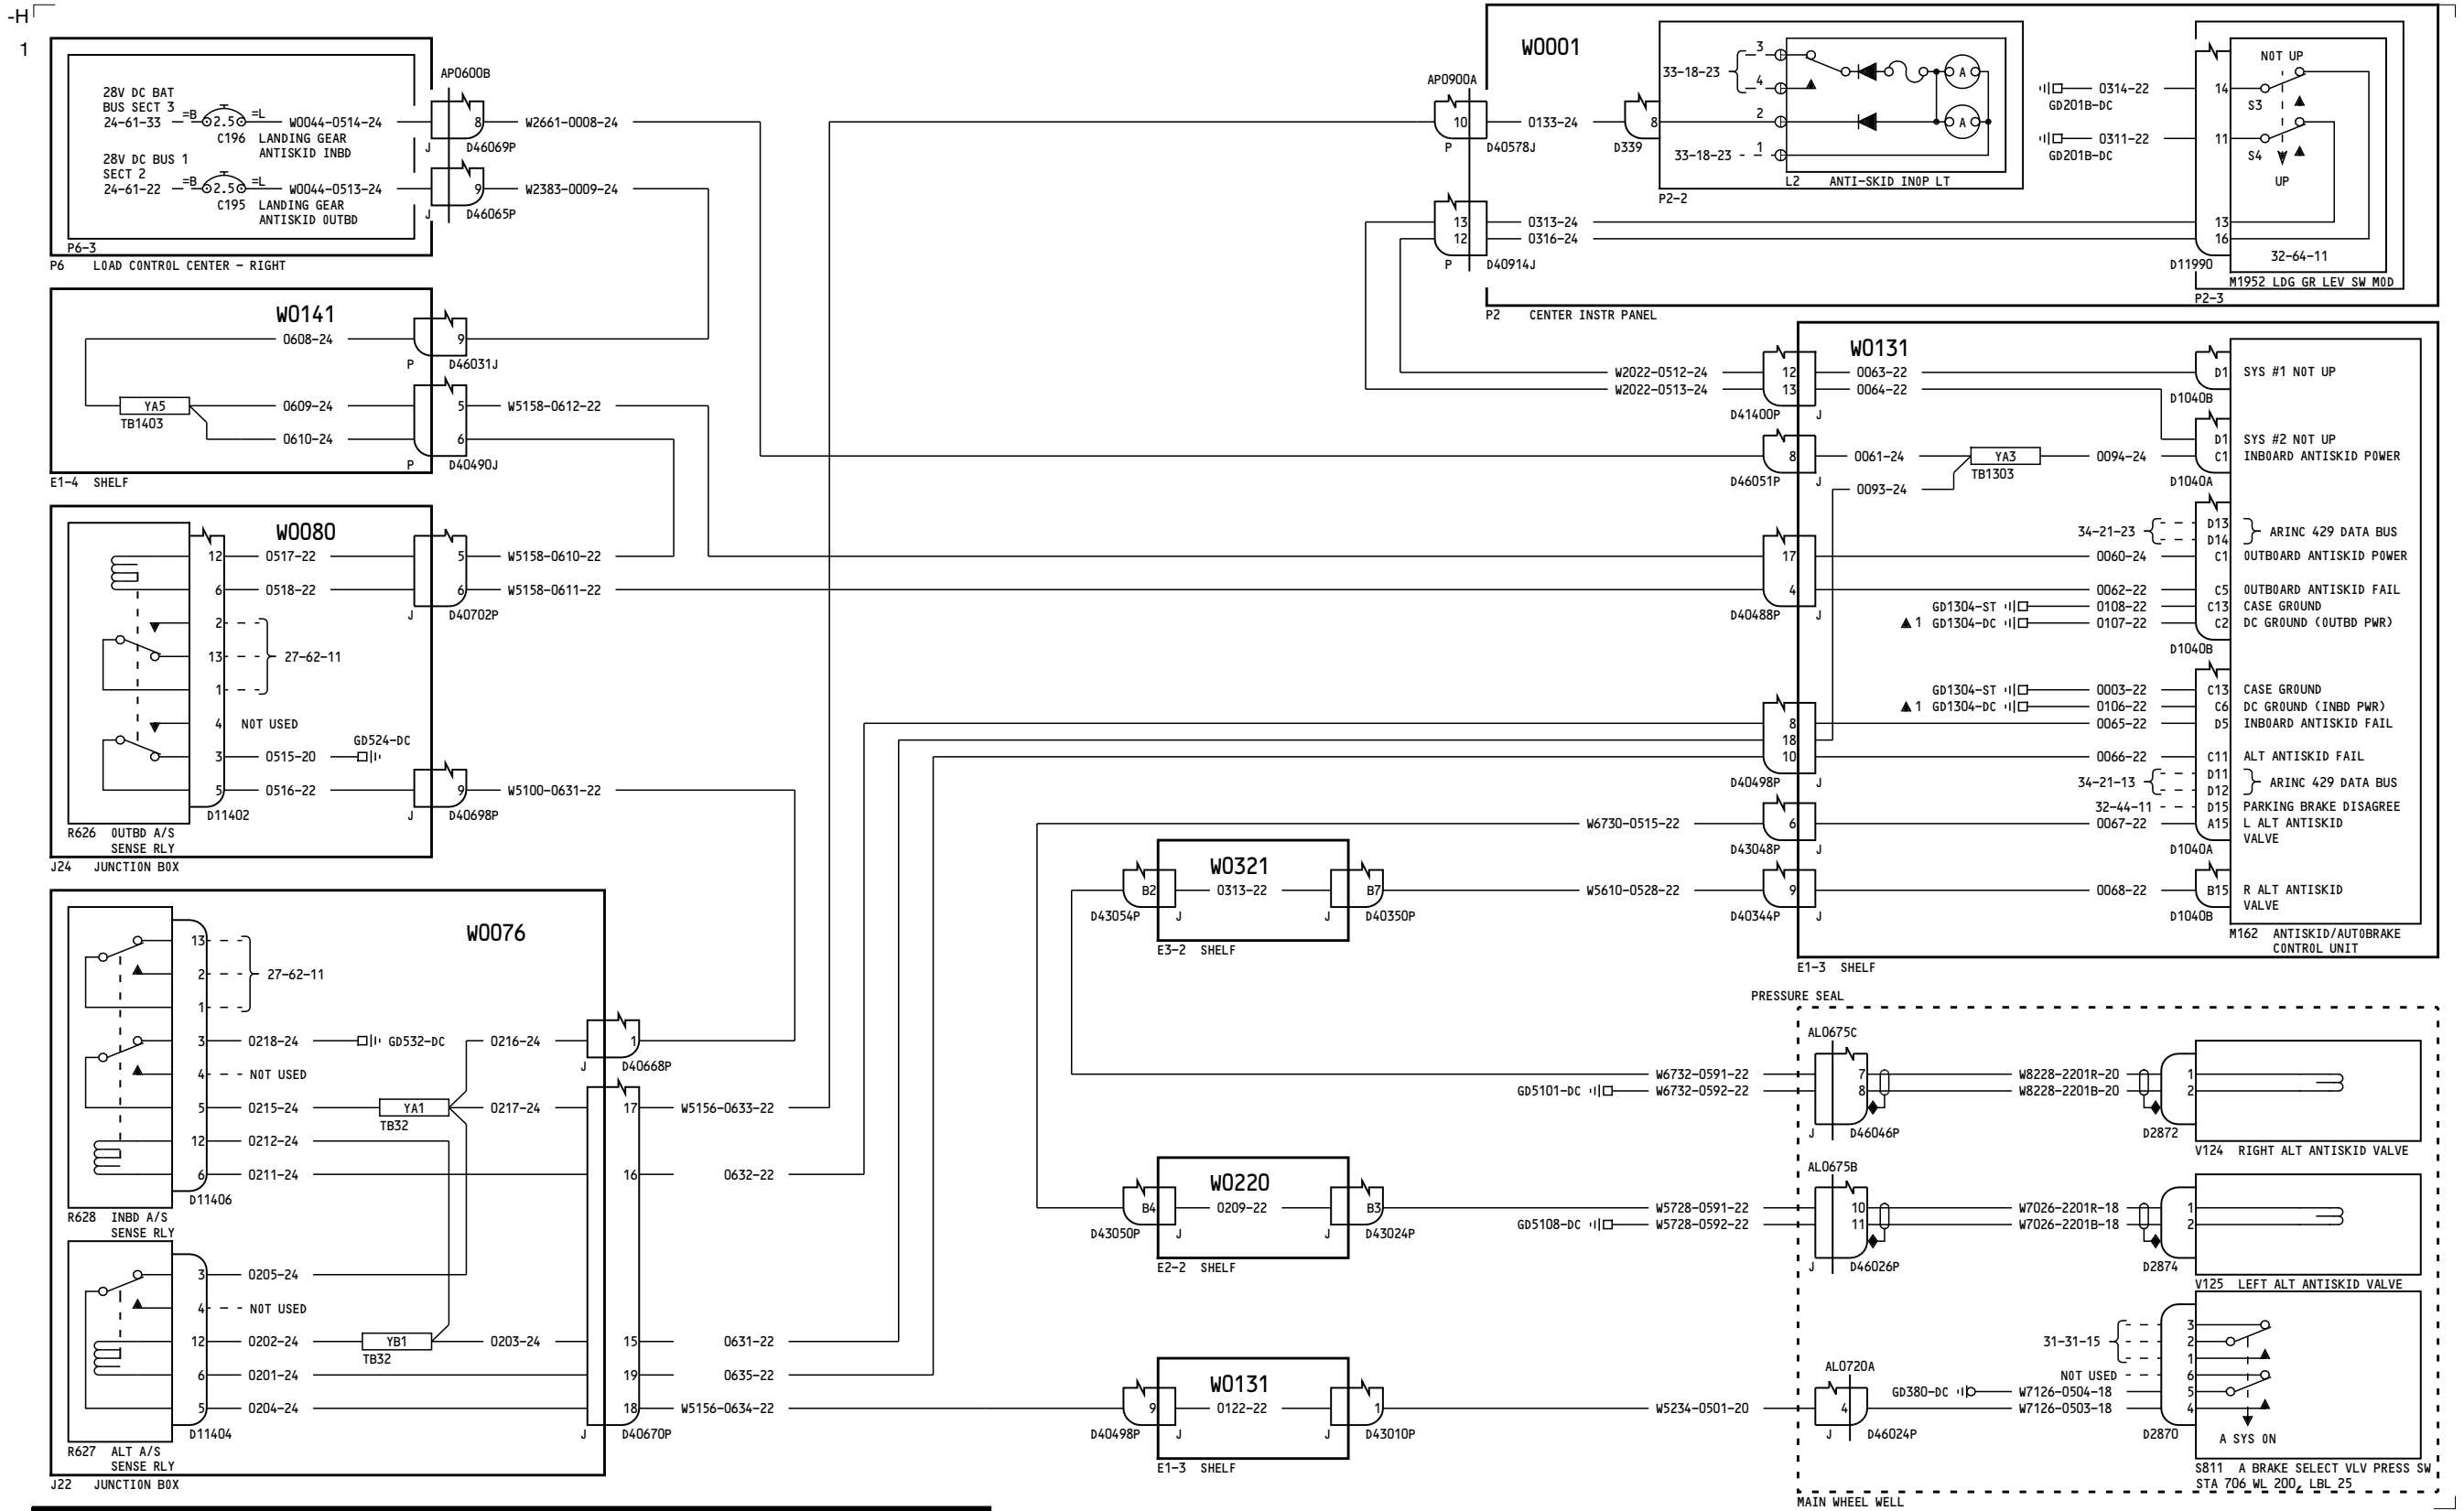 -H
1
28V DC BAT
BUS SECT 3
24-61-33
=B
2.5
=L
W0044-0514-24
C196
LANDING GEAR
ANTISKID INBD
28V DC BUS 1
SECT 2
24-61-22
=B
2.5
=L
W0044-0513-24
C195
LANDING GEAR
ANTISKID OUTBD
P6-3
P6 LOAD CONTROL CENTER - RIGHT
AP0600B
8
J
D46069P
W2661-0008-24
9
J
D46065P
W2383-0009-24
W0141
0608-24
9
P
D46031J
YA5
TB1403
0609-24
5
W5158-0612-22
0610-24
6
P
D40490J
E1-4 SHELF
W0080
12
0517-22
5
W5158-0610-22
6
0518-22
6
W5158-0611-22
J
D40702P
2
13
27-62-11
1
4
NOT USED
GD524-DC
3
0515-20
5
0516-22
9
W5100-0631-22
D11402
J
D40698P
R626 OUTBD A/S
SENSE RLY
J24 JUNCTION BOX
W0076
13
2
27-62-11
1
3
0218-24
GD532-DC
0216-24
1
J
D40668P
4
NOT USED
5
0215-24
YA1
TB32
0217-24
17
W5156-0633-22
12
0212-24
6
0211-24
16
0632-22
D11406
R628 INBD A/S
SENSE RLY
3
0205-24
4
NOT USED
12
0202-24
YB1
TB32
0203-24
15
0631-22
6
0201-24
19
0635-22
5
0204-24
18
W5156-0634-22
D11404
J
D40670P
R627 ALT A/S
SENSE RLY
J22 JUNCTION BOX
W0001
AP0900A
10
P
D40578J
0133-24
8
D339
33-18-23
3
4
2
1
33-18-23
A
A
L2 ANTI-SKID INOP LT
P2-2
13
12
P
D40914J
0313-24
0316-24
0314-22
GD201B-DC
0311-22
GD201B-DC
14
11
13
16
D11990
NOT UP
S3
S4
UP
32-64-11
M1952 LDG GR LEV SW MOD
P2-3
P2 CENTER INSTR PANEL
W0131
W2022-0512-24
12
0063-22
D1
SYS #1 NOT UP
W2022-0513-24
13
0064-22
D1040B
D41400P
J
D1
SYS #2 NOT UP
8
0061-24
YA3
TB1303
0094-24
C1
INBOARD ANTISKID POWER
D46051P
J
0093-24
D1040A
34-21-23
D13
D14
ARINC 429 DATA BUS
17
0060-24
C1
OUTBOARD ANTISKID POWER
4
0062-22
C5
OUTBOARD ANTISKID FAIL
D40488P
J
GD1304-ST
0108-22
C13
CASE GROUND
1
GD1304-DC
0107-22
C2
DC GROUND (OUTBD PWR)
D1040B
GD1304-ST
0003-22
C13
CASE GROUND
1
GD1304-DC
0106-22
C6
DC GROUND (INBD PWR)
8
0065-22
D5
INBOARD ANTISKID FAIL
18
10
0066-22
C11
ALT ANTISKID FAIL
D40498P
J
34-21-13
D11
D12
ARINC 429 DATA BUS
32-44-11
D15
PARKING BRAKE DISAGREE
W6730-0515-22
6
0067-22
A15
L ALT ANTISKID
VALVE
D43048P
J
D1040A
W0321
B2
0313-22
B7
W5610-0528-22
9
0068-22
B15
R ALT ANTISKID
VALVE
D43054P
J
J
D40350P
D40344P
J
D1040B
E3-2 SHELF
M162 ANTISKID/AUTOBRAKE
CONTROL UNIT
E1-3 SHELF
PRESSURE SEAL
AL0675C
W6732-0591-22
7
W8228-2201R-20
1
GD5101-DC
W6732-0592-22
8
W8228-2201B-20
2
J
D46046P
D2872
V124 RIGHT ALT ANTISKID VALVE
AL0675B
W0220
B4
0209-22
B3
W5728-0591-22
10
W7026-2201R-18
1
GD5108-DC
W5728-0592-22
11
W7026-2201B-18
2
D43050P
J
J
D43024P
J
D46026P
D2874
E2-2 SHELF
V125 LEFT ALT ANTISKID VALVE
31-31-15
3
2
1
NOT USED
6
AL0720A
GD380-DC
W7126-0504-18
5
W0131
9
0122-22
1
W5234-0501-20
4
W7126-0503-18
4
D40498P
J
J
D43010P
J
D46024P
D2870
A SYS ON
E1-3 SHELF
S811 A BRAKE SELECT VLV PRESS SW
STA 706 WL 200, LBL 25
MAIN WHEEL WELL